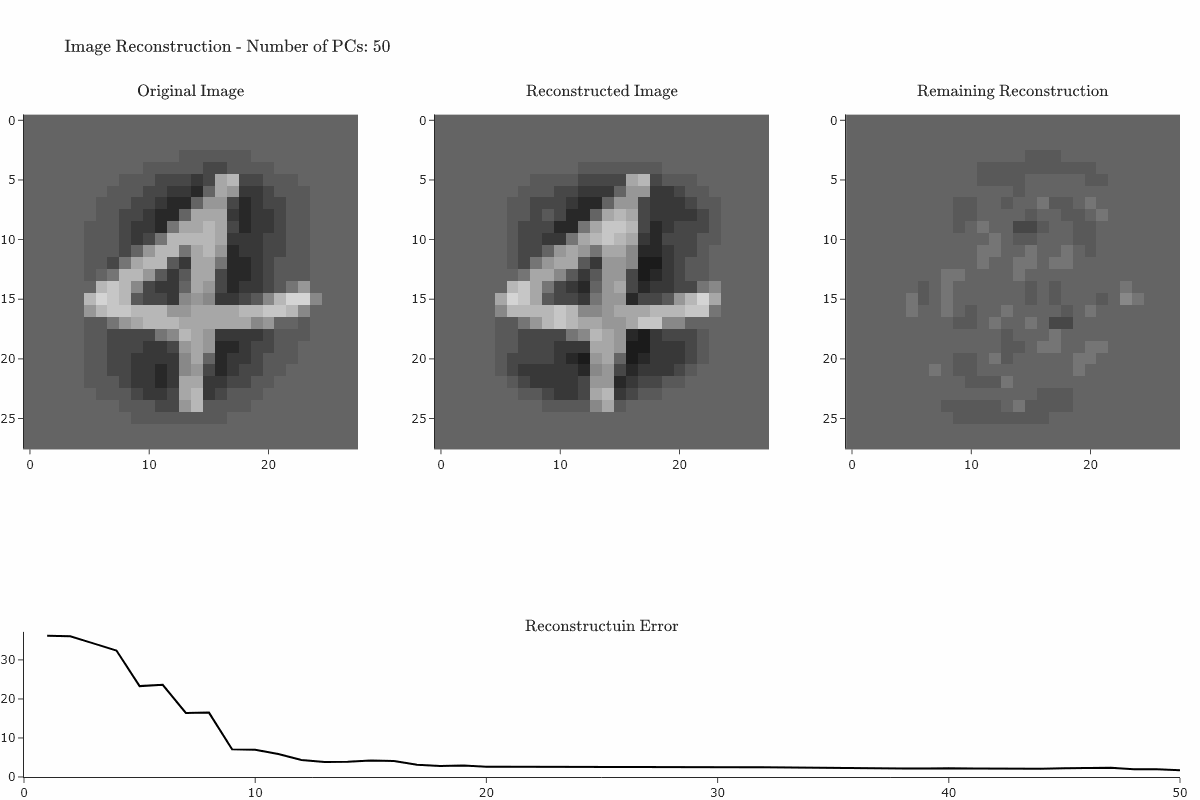 Image Reconstruction - Number of PCs: 50
Original Image Reconstructed Image Remaining Reconstruction
0 0 0
5 5 5
10 10 10
15 15 15
20 20 20
25 25 25
0 10 20 0 10 20 0 10 20
Reconstructuin Error
30
20
10
0
0 10 20 30 40 50